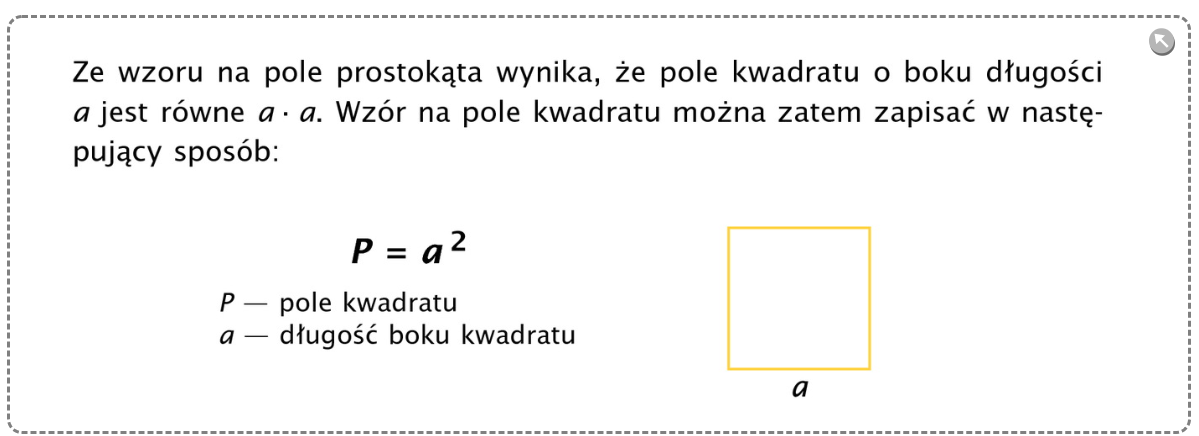 Ze wzoru na pole prostokąta wynika, że pole kwadratu o boku długości
a jest równe a · a. Wzór na pole kwadratu można zatem zapisać w nastę-
pujący sposób:
P = a²
P — pole kwadratu
a — długość boku kwadratu
a